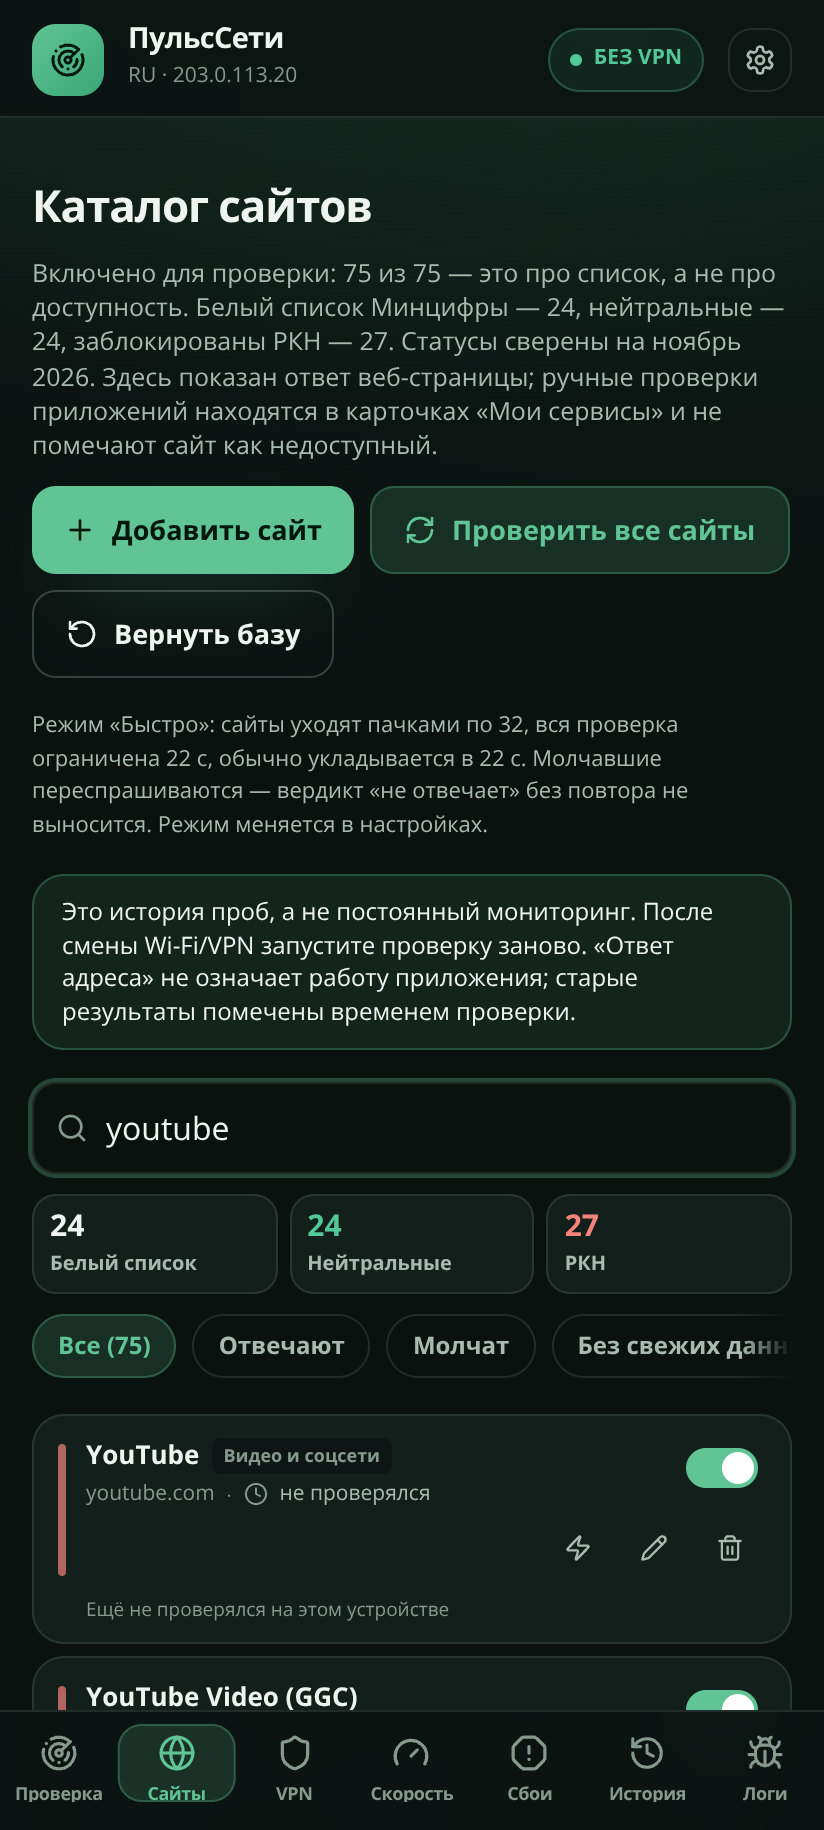 ПульсСети
RU · 203.0.113.20
БЕЗ VPN
Каталог сайтов
Включено для проверки: 75 из 75 — это про список, а не про
доступность. Белый список Минцифры — 24, нейтральные —
24, заблокированы РКН — 27. Статусы сверены на ноябрь
2026. Здесь показан ответ веб-страницы; ручные проверки
приложений находятся в карточках «Мои сервисы» и не
помечают сайт как недоступный.
Добавить сайт
Проверить все сайты
Вернуть базу
Режим «Быстро»: сайты уходят пачками по 32, вся проверка
ограничена 22 с, обычно укладывается в 22 с. Молчавшие
переспрашиваются — вердикт «не отвечает» без повтора не
выносится. Режим меняется в настройках.
Это история проб, а не постоянный мониторинг. После
смены Wi-Fi/VPN запустите проверку заново. «Ответ
адреса» не означает работу приложения; старые
результаты помечены временем проверки.
youtube
24
Белый список
24
Нейтральные
27
РКН
Все (75)
Отвечают
Молчат
Без свежих данн
YouTube
Видео и соцсети
youtube.com · не проверялся
Ещё не проверялся на этом устройстве
YouTube Video (GGC)
Проверка
Сайты
VPN
Скорость
Сбои
История
Логи